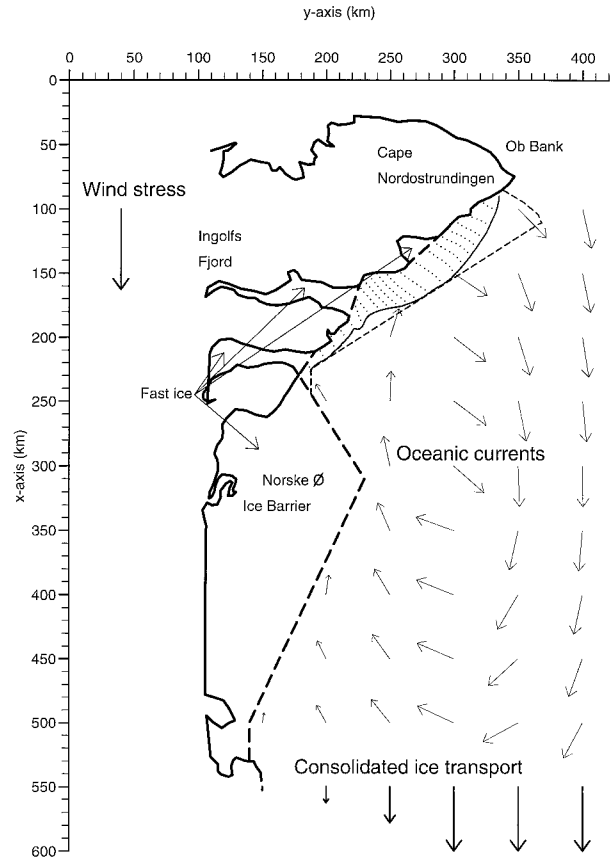 y-axis (km)
0 50 100 150 200 250 300 350 400
0
50
100
150
200
250
300
350
400
450
500
550
600
x-axis (km)
Cape
Nordostrundingen
Ob Bank
Wind stress
Ingolfs
Fjord
Fast ice
Oceanic currents
Norske Ø
Ice Barrier
Consolidated ice transport